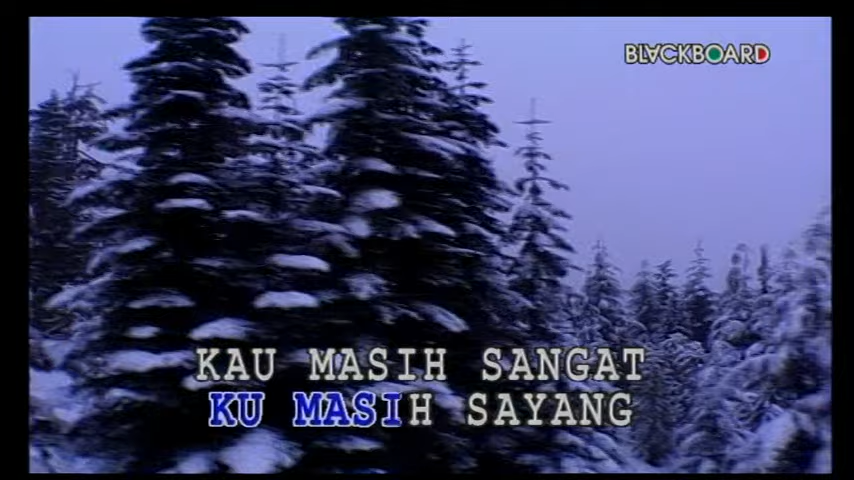 BLACKBOARD
KAU MASIH SANGAT
KU MASIH SAYANG